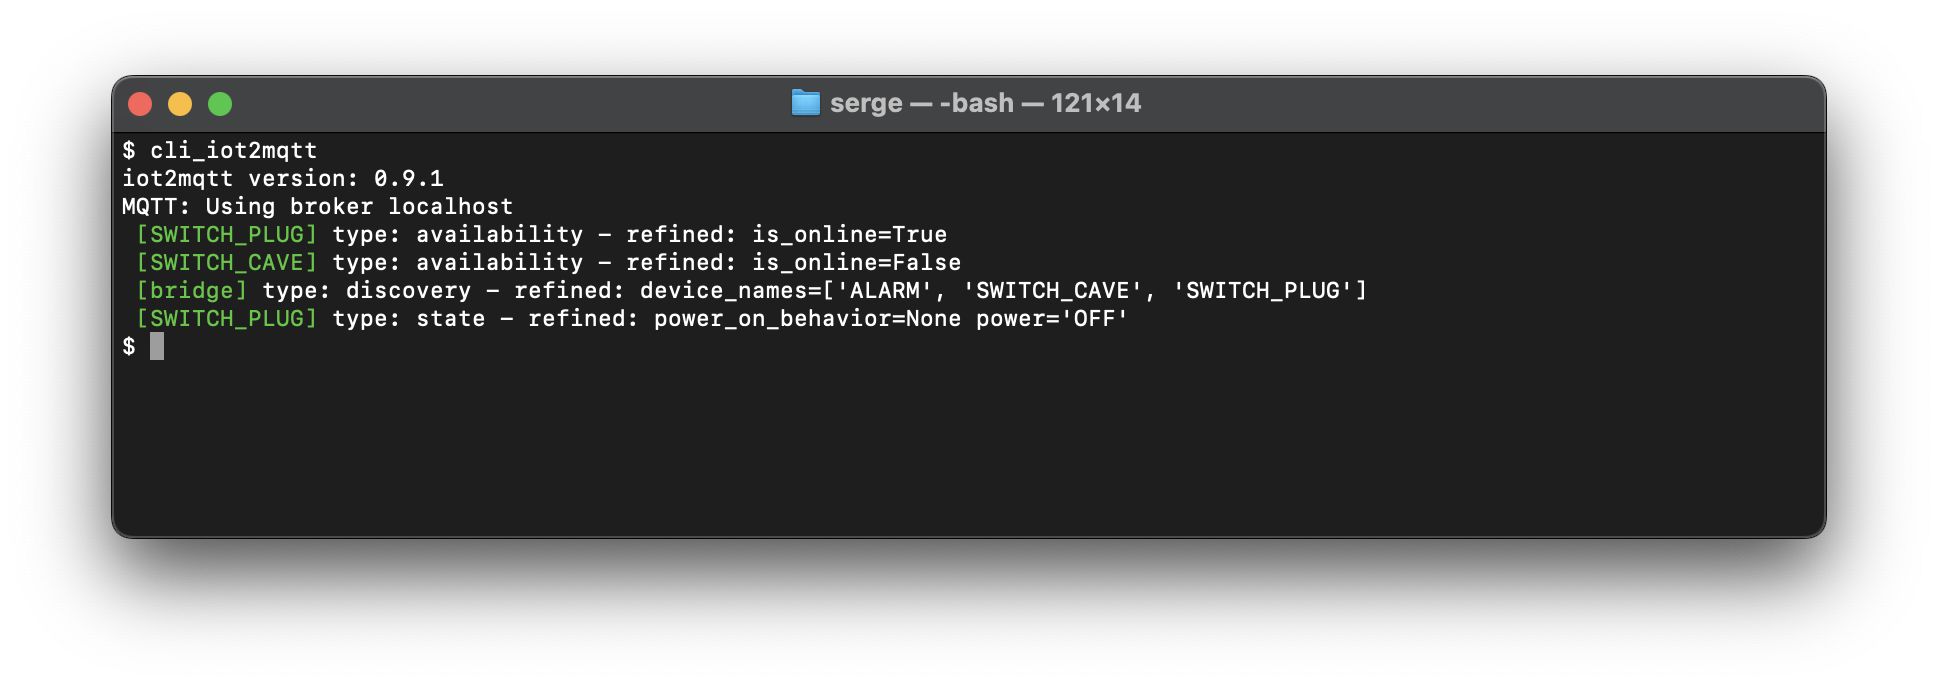 serge — -bash — 121×14
$ cli_iot2mqtt
iot2mqtt version: 0.9.1
MQTT: Using broker localhost
[SWITCH_PLUG] type: availability - refined: is_online=True
[SWITCH_CAVE] type: availability - refined: is_online=False
[bridge] type: discovery - refined: device_names=['ALARM', 'SWITCH_CAVE', 'SWITCH_PLUG']
[SWITCH_PLUG] type: state - refined: power_on_behavior=None power='OFF'
$